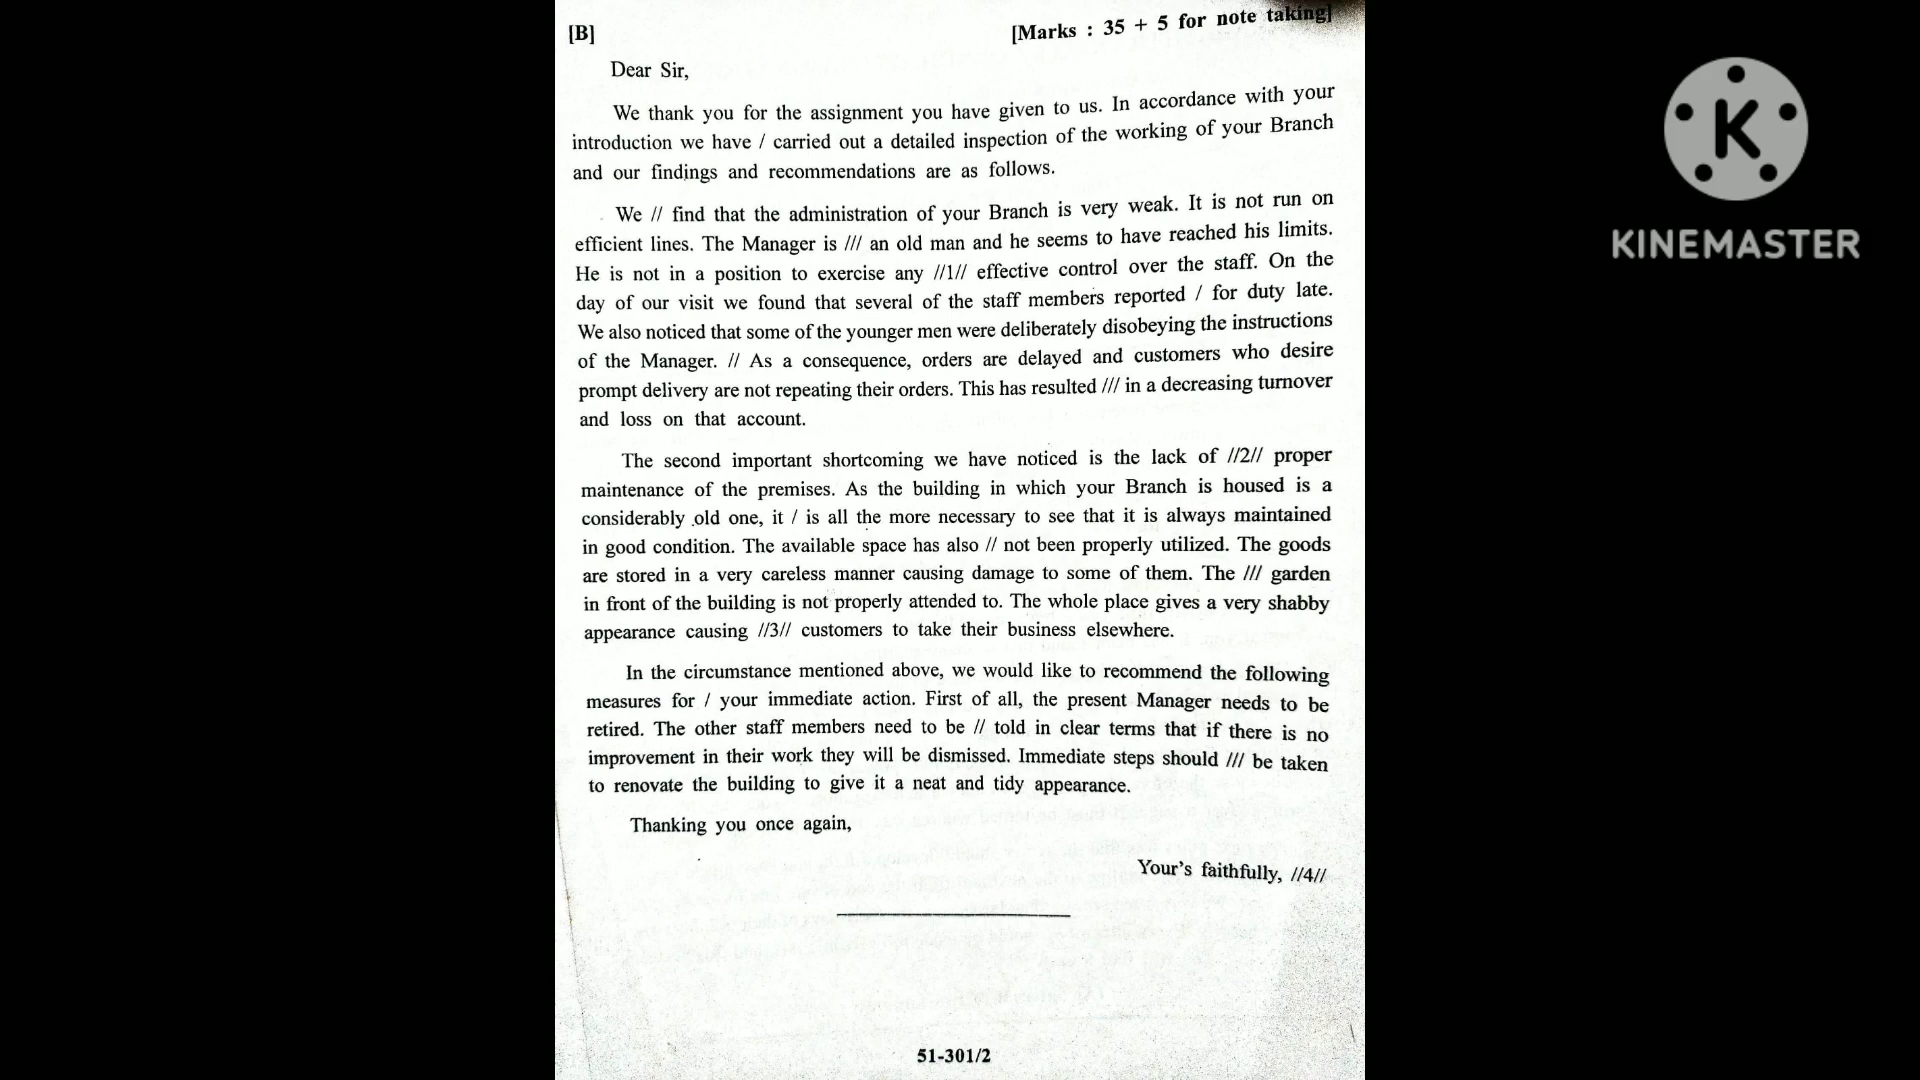 [B] [Marks : 35 + 5 for note taking]
Dear Sir,
We thank you for the assignment you have given to us. In accordance with your
introduction we have / carried out a detailed inspection of the working of your Branch
and our findings and recommendations are as follows.
We // find that the administration of your Branch is very weak. It is not run on
efficient lines. The Manager is /// an old man and he seems to have reached his limits.
He is not in a position to exercise any //1// effective control over the staff. On the
day of our visit we found that several of the staff members reported / for duty late.
We also noticed that some of the younger men were deliberately disobeying the instructions
of the Manager. // As a consequence, orders are delayed and customers who desire
prompt delivery are not repeating their orders. This has resulted /// in a decreasing turnover
and loss on that account.
The second important shortcoming we have noticed is the lack of //2// proper
maintenance of the premises. As the building in which your Branch is housed is a
considerably old one, it / is all the more necessary to see that it is always maintained
in good condition. The available space has also // not been properly utilized. The goods
are stored in a very careless manner causing damage to some of them. The /// garden
in front of the building is not properly attended to. The whole place gives a very shabby
appearance causing //3// customers to take their business elsewhere.
In the circumstance mentioned above, we would like to recommend the following
measures for / your immediate action. First of all, the present Manager needs to be
retired. The other staff members need to be // told in clear terms that if there is no
improvement in their work they will be dismissed. Immediate steps should /// be taken
to renovate the building to give it a neat and tidy appearance.
Thanking you once again,
Your's faithfully, //4//
51-301/2
K
KINEMASTER